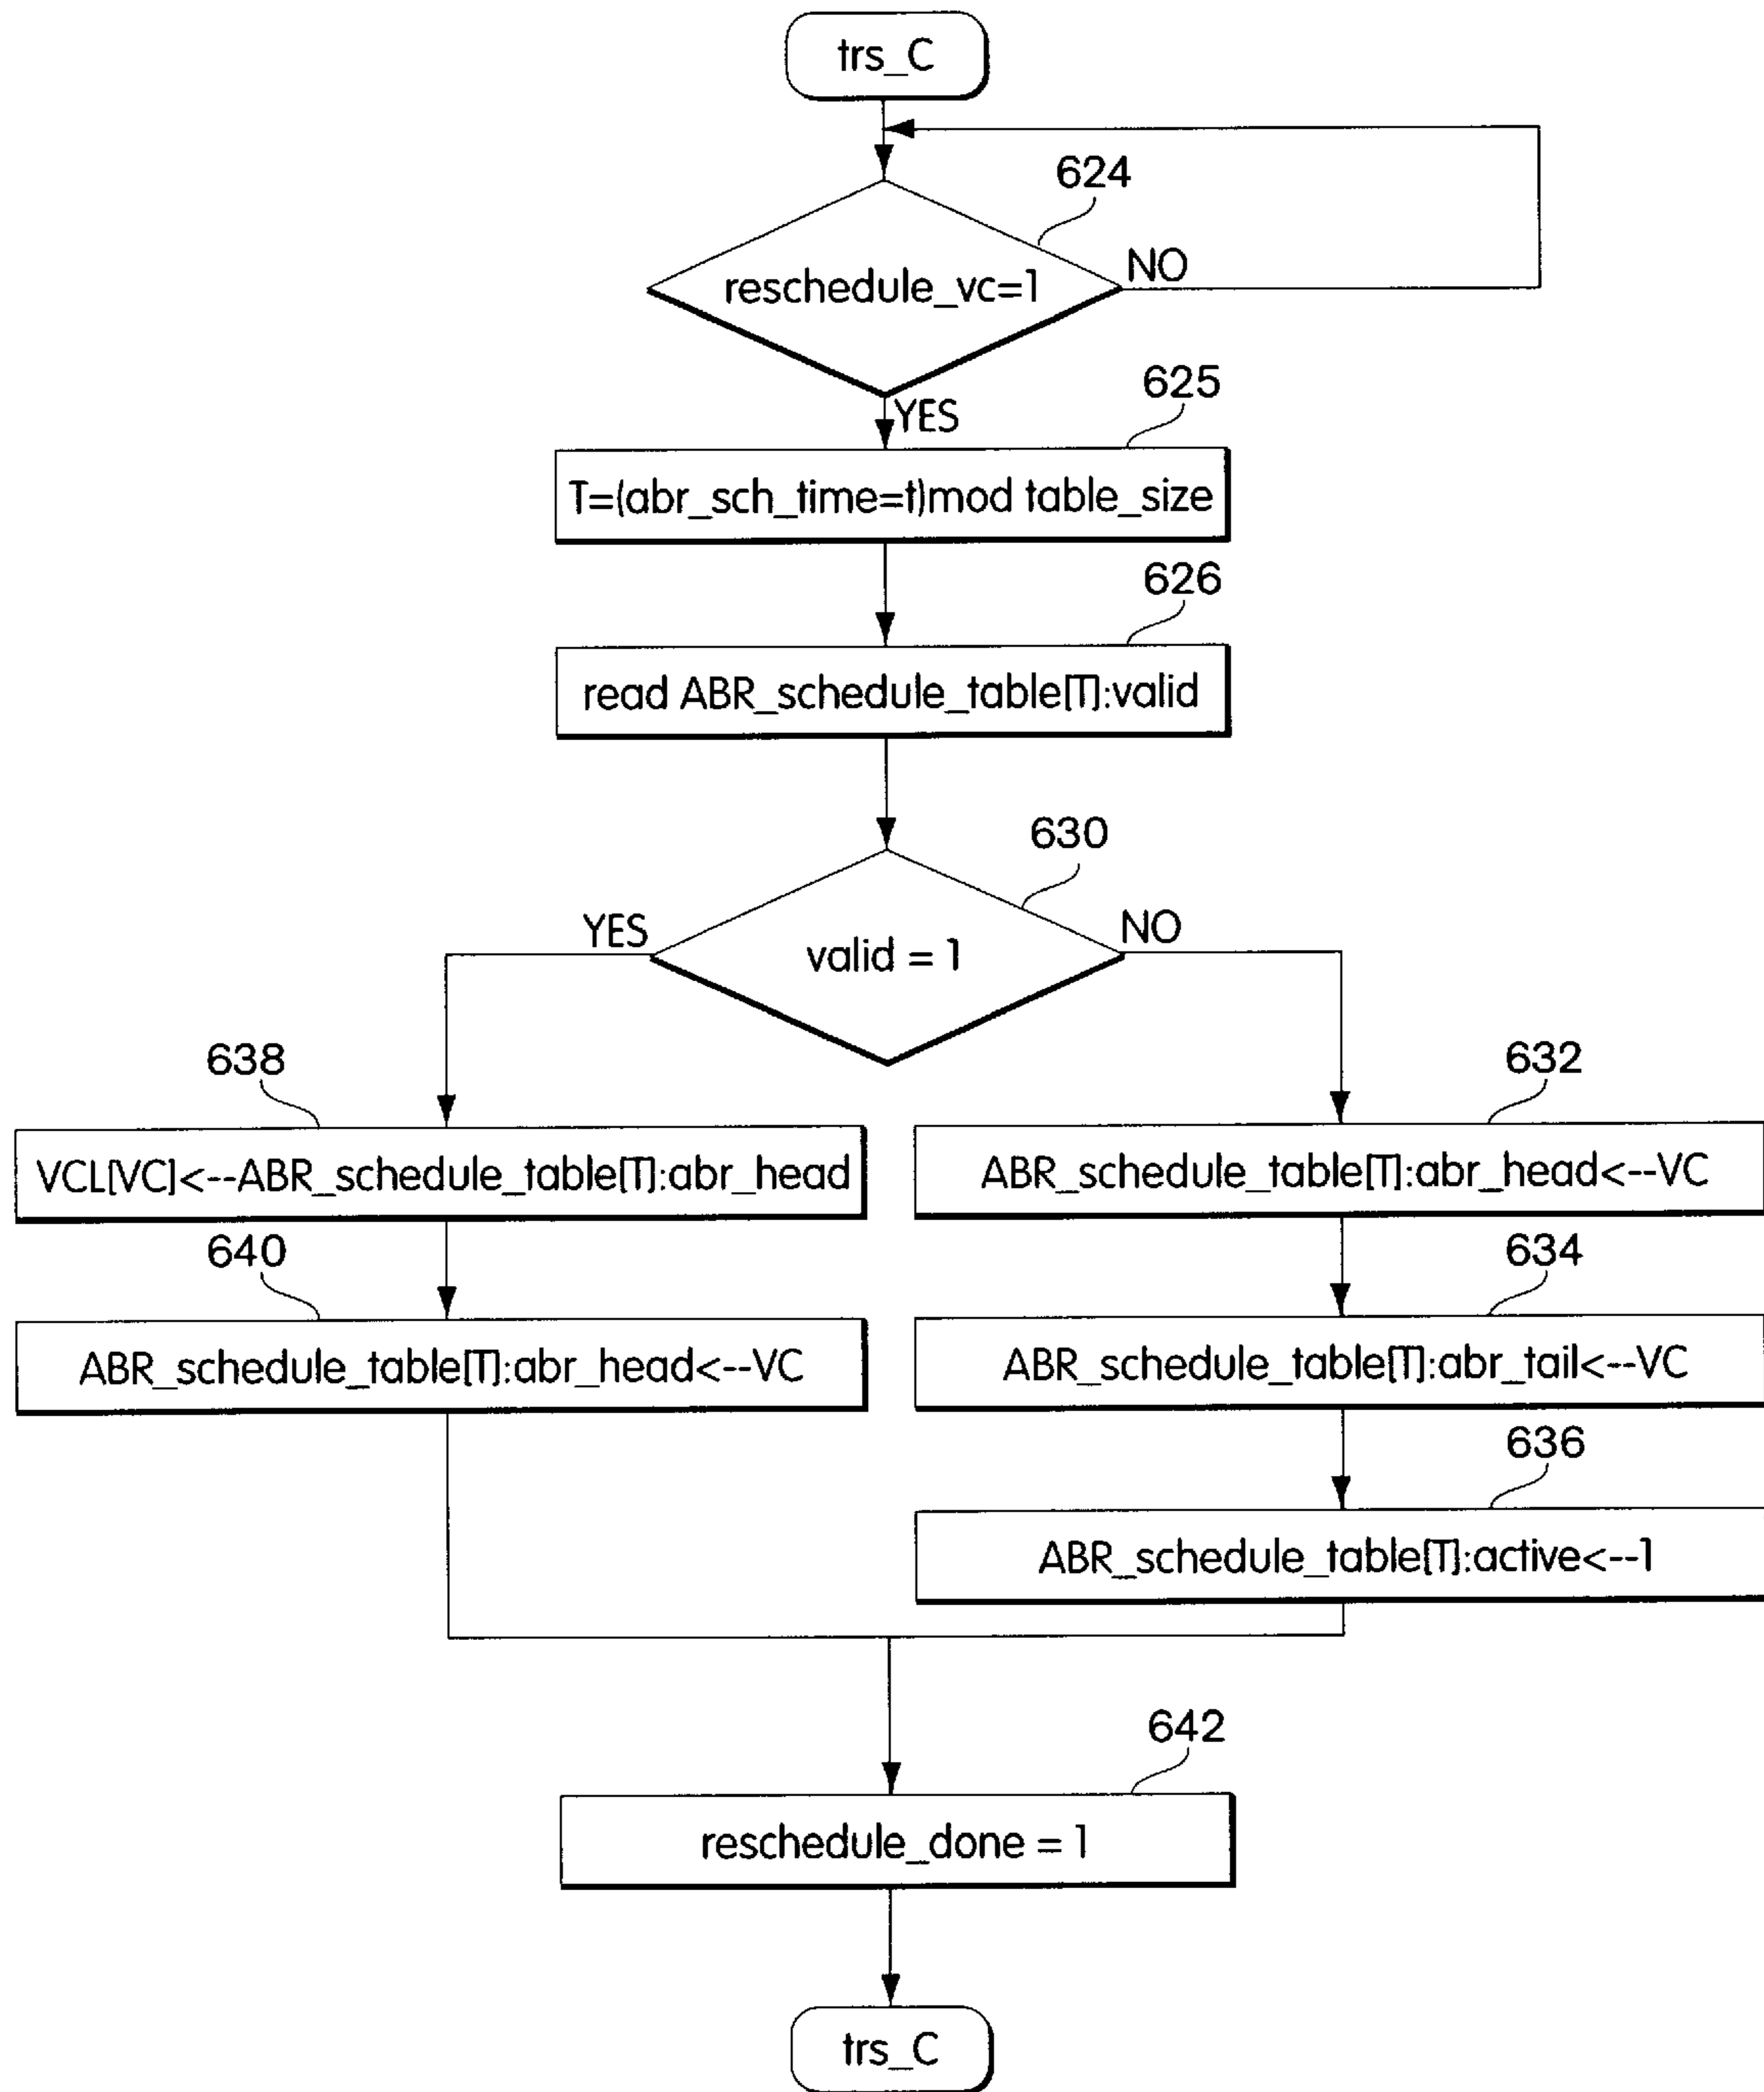 trs_C
624
reschedule_vc=1
NO
YES
625
T=(abr_sch_time=t)mod table_size
626
read ABR_schedule_table[T]:valid
630
YES
valid = 1
NO
638
632
VCL[VC]<--ABR_schedule_table[T]:abr_head
ABR_schedule_table[T]:abr_head<--VC
640
634
ABR_schedule_table[T]:abr_head<--VC
ABR_schedule_table[T]:abr_tail<--VC
636
ABR_schedule_table[T]:active<--1
642
reschedule_done = 1
trs_C